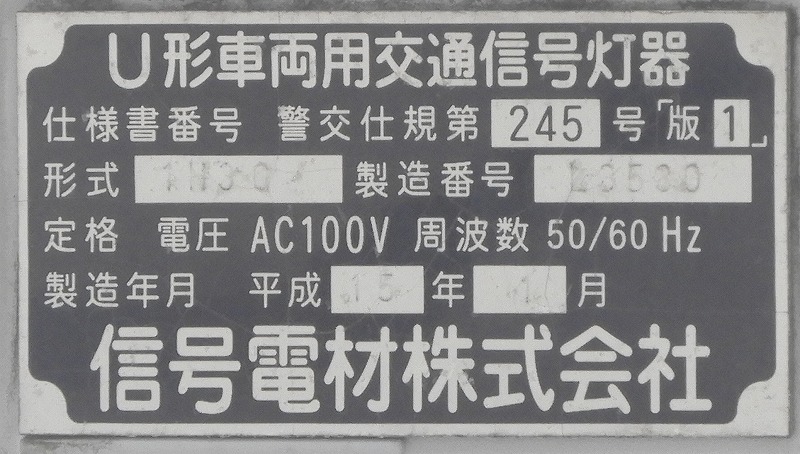 U形車両用交通信号灯器
仕様書番号 警交仕規第 245 号「版 1」
形式 製造番号
定格 電圧 AC100V 周波数 50/60 Hz
製造年月 平成 15 年 1 月
信号電材株式会社